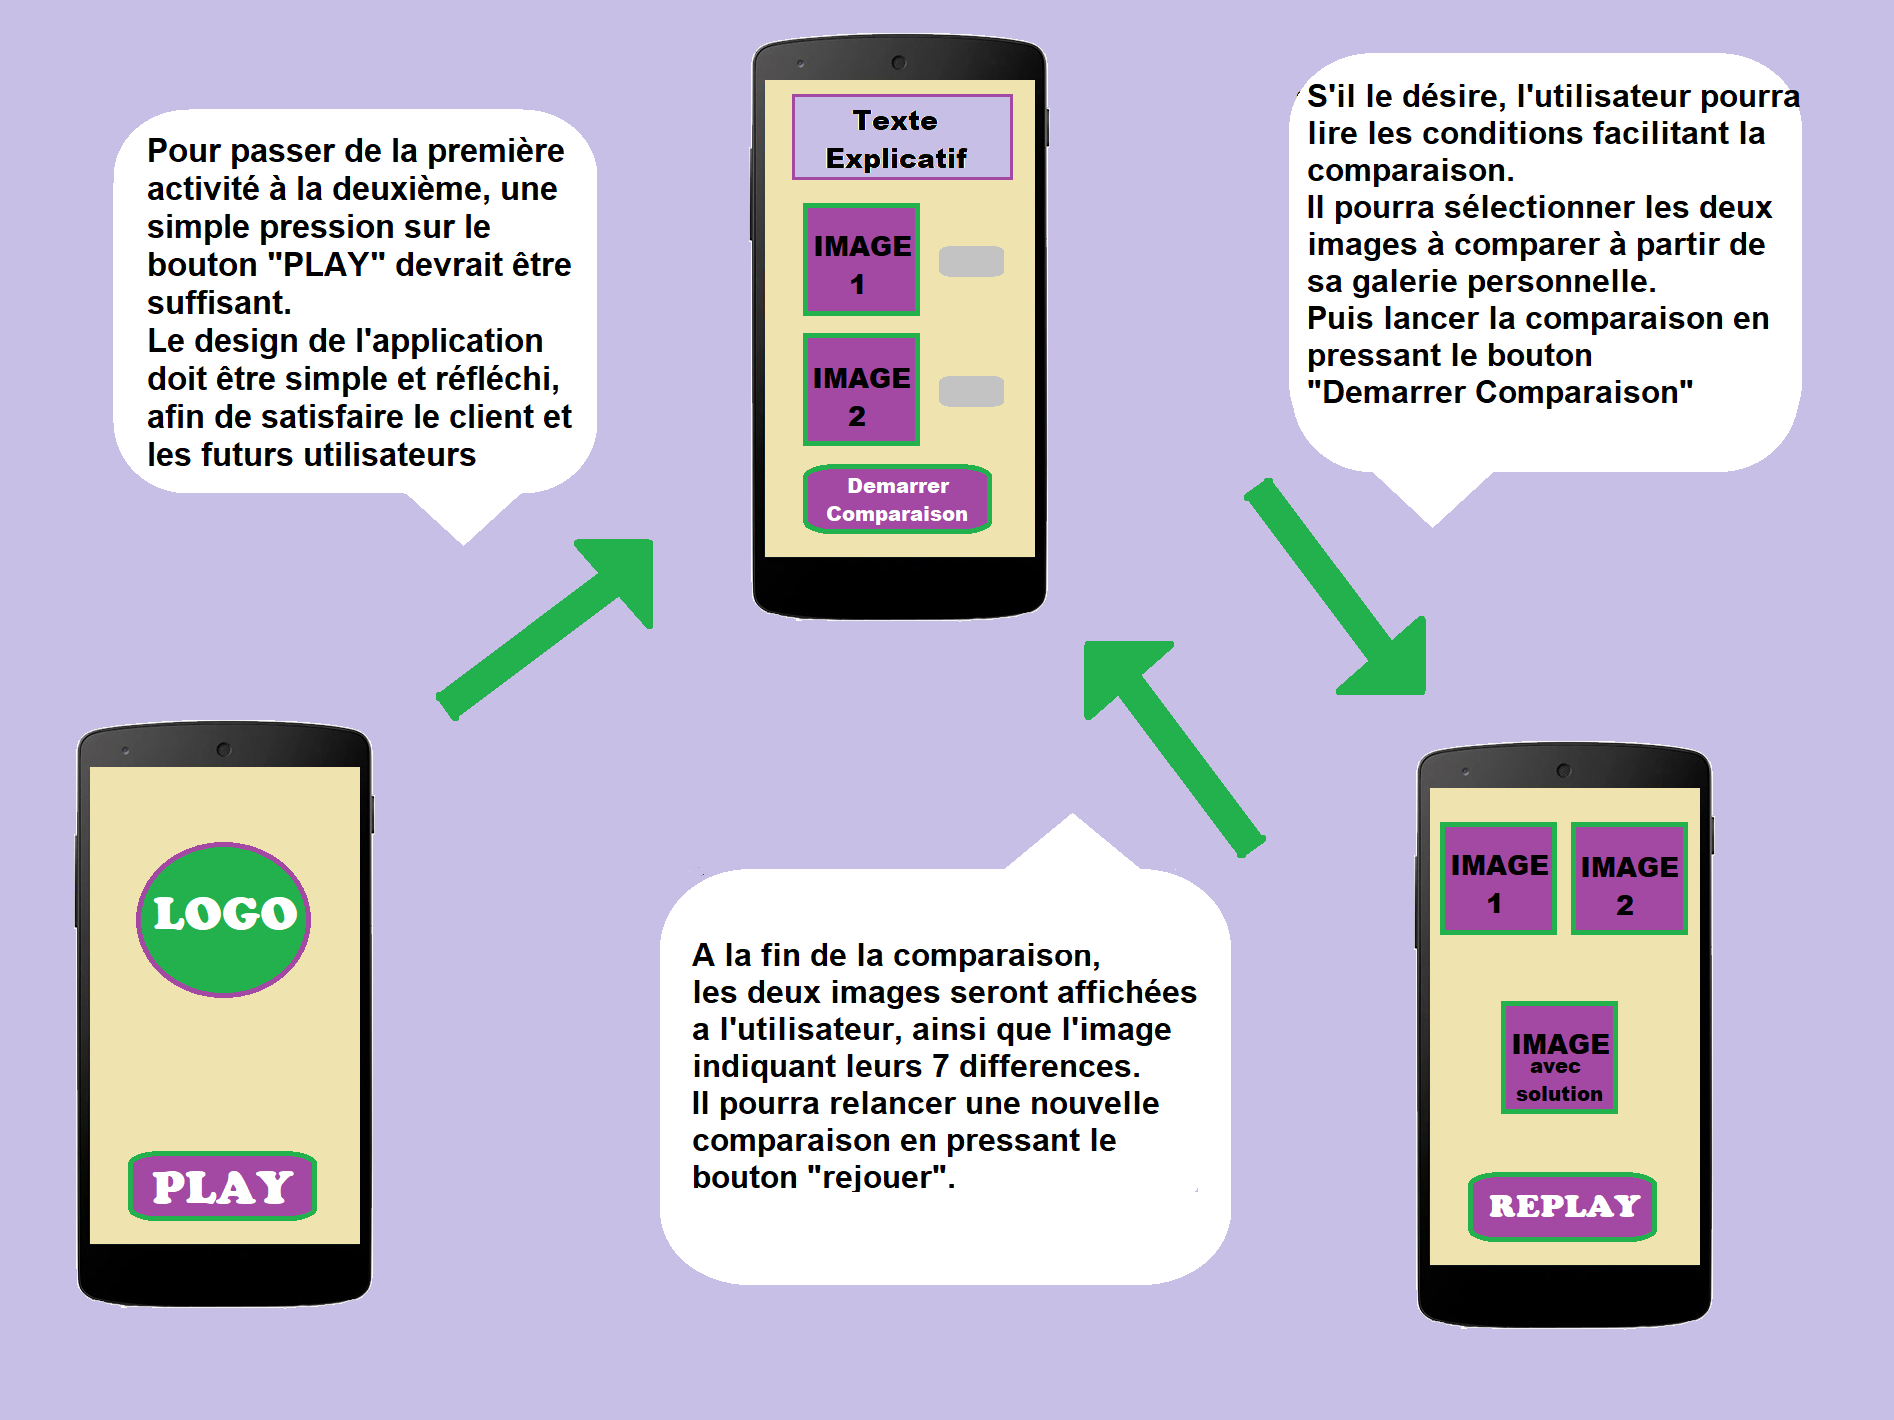 Pour passer de la première
activité à la deuxième, une
simple pression sur le
bouton "PLAY" devrait être
suffisant.
Le design de l'application
doit être simple et réfléchi,
afin de satisfaire le client et
les futurs utilisateurs
Texte
Explicatif
IMAGE
1
IMAGE
2
Demarrer
Comparaison
S'il le désire, l'utilisateur pourra
lire les conditions facilitant la
comparaison.
Il pourra sélectionner les deux
images à comparer à partir de
sa galerie personnelle.
Puis lancer la comparaison en
pressant le bouton
"Demarrer Comparaison"
LOGO
PLAY
A la fin de la comparaison,
les deux images seront affichées
a l'utilisateur, ainsi que l'image
indiquant leurs 7 differences.
Il pourra relancer une nouvelle
comparaison en pressant le
bouton "rejouer".
IMAGE
1
IMAGE
2
IMAGE
avec
solution
REPLAY